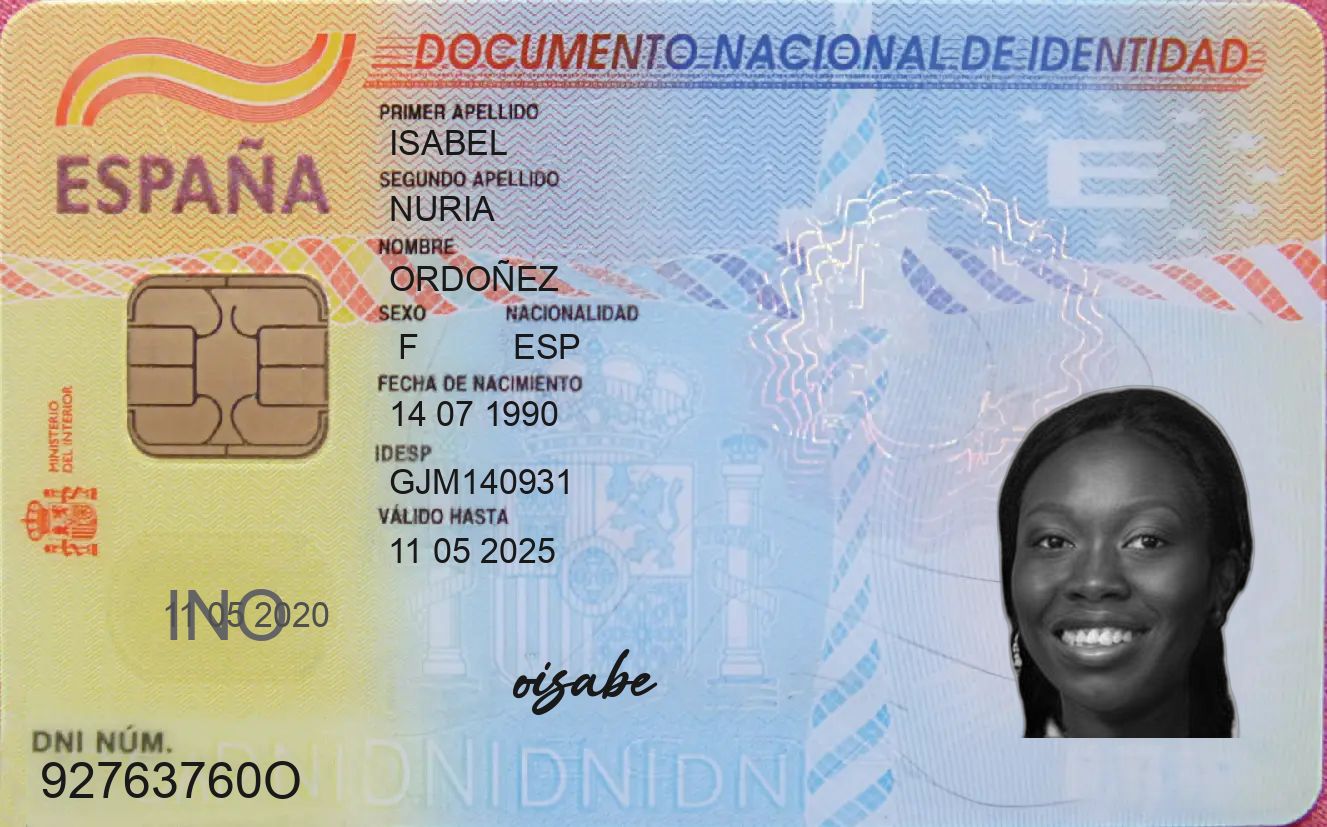 DOCUMENTO NACIONAL DE IDENTIDAD
ESPAÑA
PRIMER APELLIDO
ISABEL
SEGUNDO APELLIDO
NURIA
NOMBRE
ORDOÑEZ
SEXO NACIONALIDAD
F ESP
FECHA DE NACIMIENTO
14 07 1990
IDESP
GJM140931
VÁLIDO HASTA
11 05 2025
MINISTERIO
DEL INTERIOR
E
INO
11 05 2020
oisabe
DNI NÚM.
92763760O
DNIDNIDNIDNI